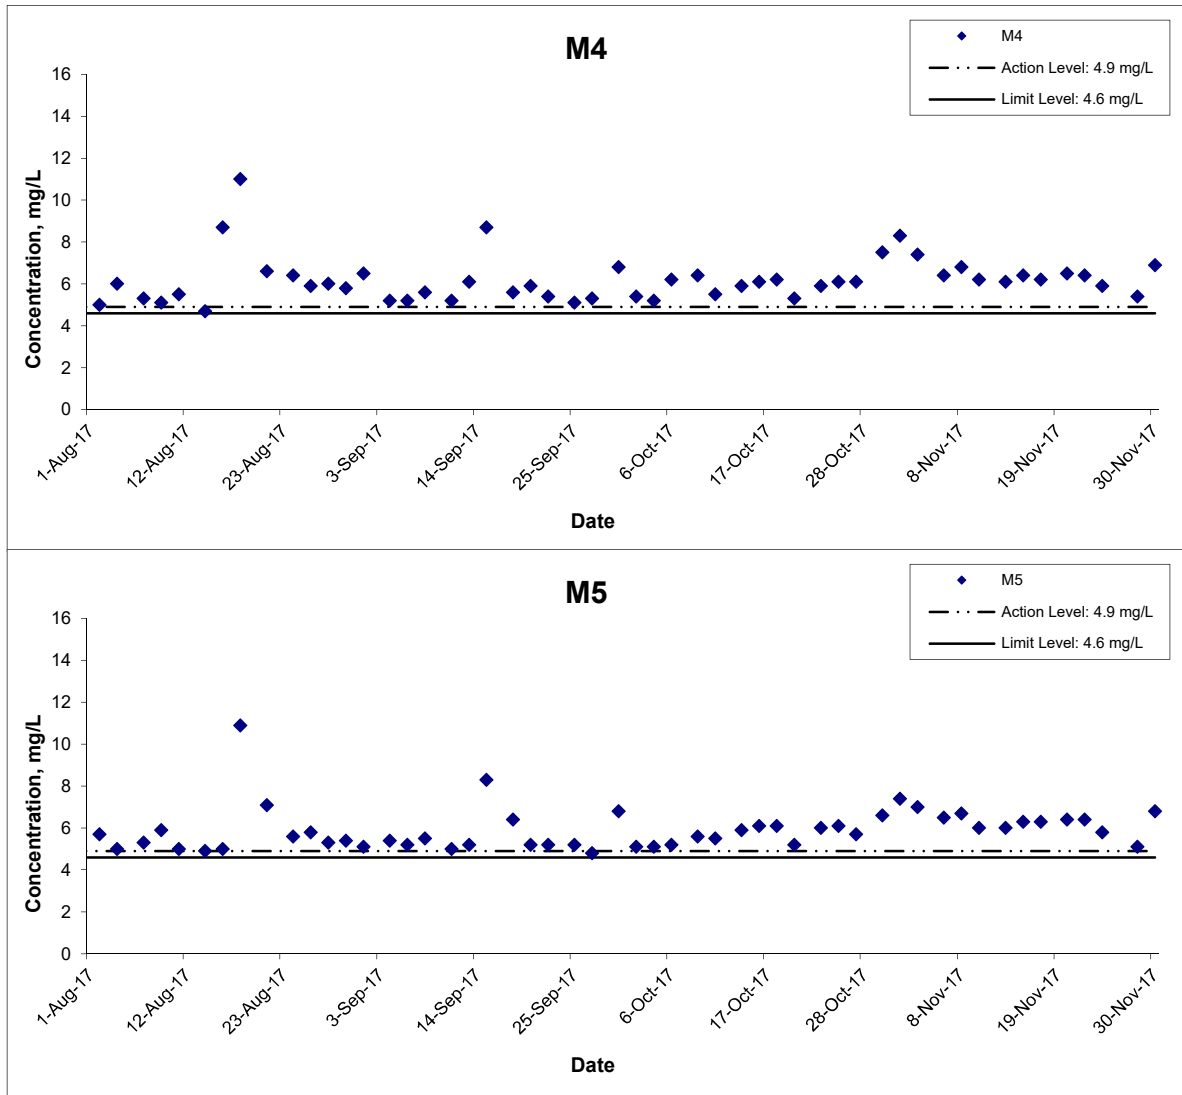 M4
M4
Action Level: 4.9 mg/L
Limit Level: 4.6 mg/L
Concentration, mg/L
16
14
12
10
8
6
4
2
0
1-Aug-17
12-Aug-17
23-Aug-17
3-Sep-17
14-Sep-17
25-Sep-17
6-Oct-17
17-Oct-17
28-Oct-17
8-Nov-17
19-Nov-17
30-Nov-17
Date
M5
M5
Action Level: 4.9 mg/L
Limit Level: 4.6 mg/L
Concentration, mg/L
16
14
12
10
8
6
4
2
0
1-Aug-17
12-Aug-17
23-Aug-17
3-Sep-17
14-Sep-17
25-Sep-17
6-Oct-17
17-Oct-17
28-Oct-17
8-Nov-17
19-Nov-17
30-Nov-17
Date